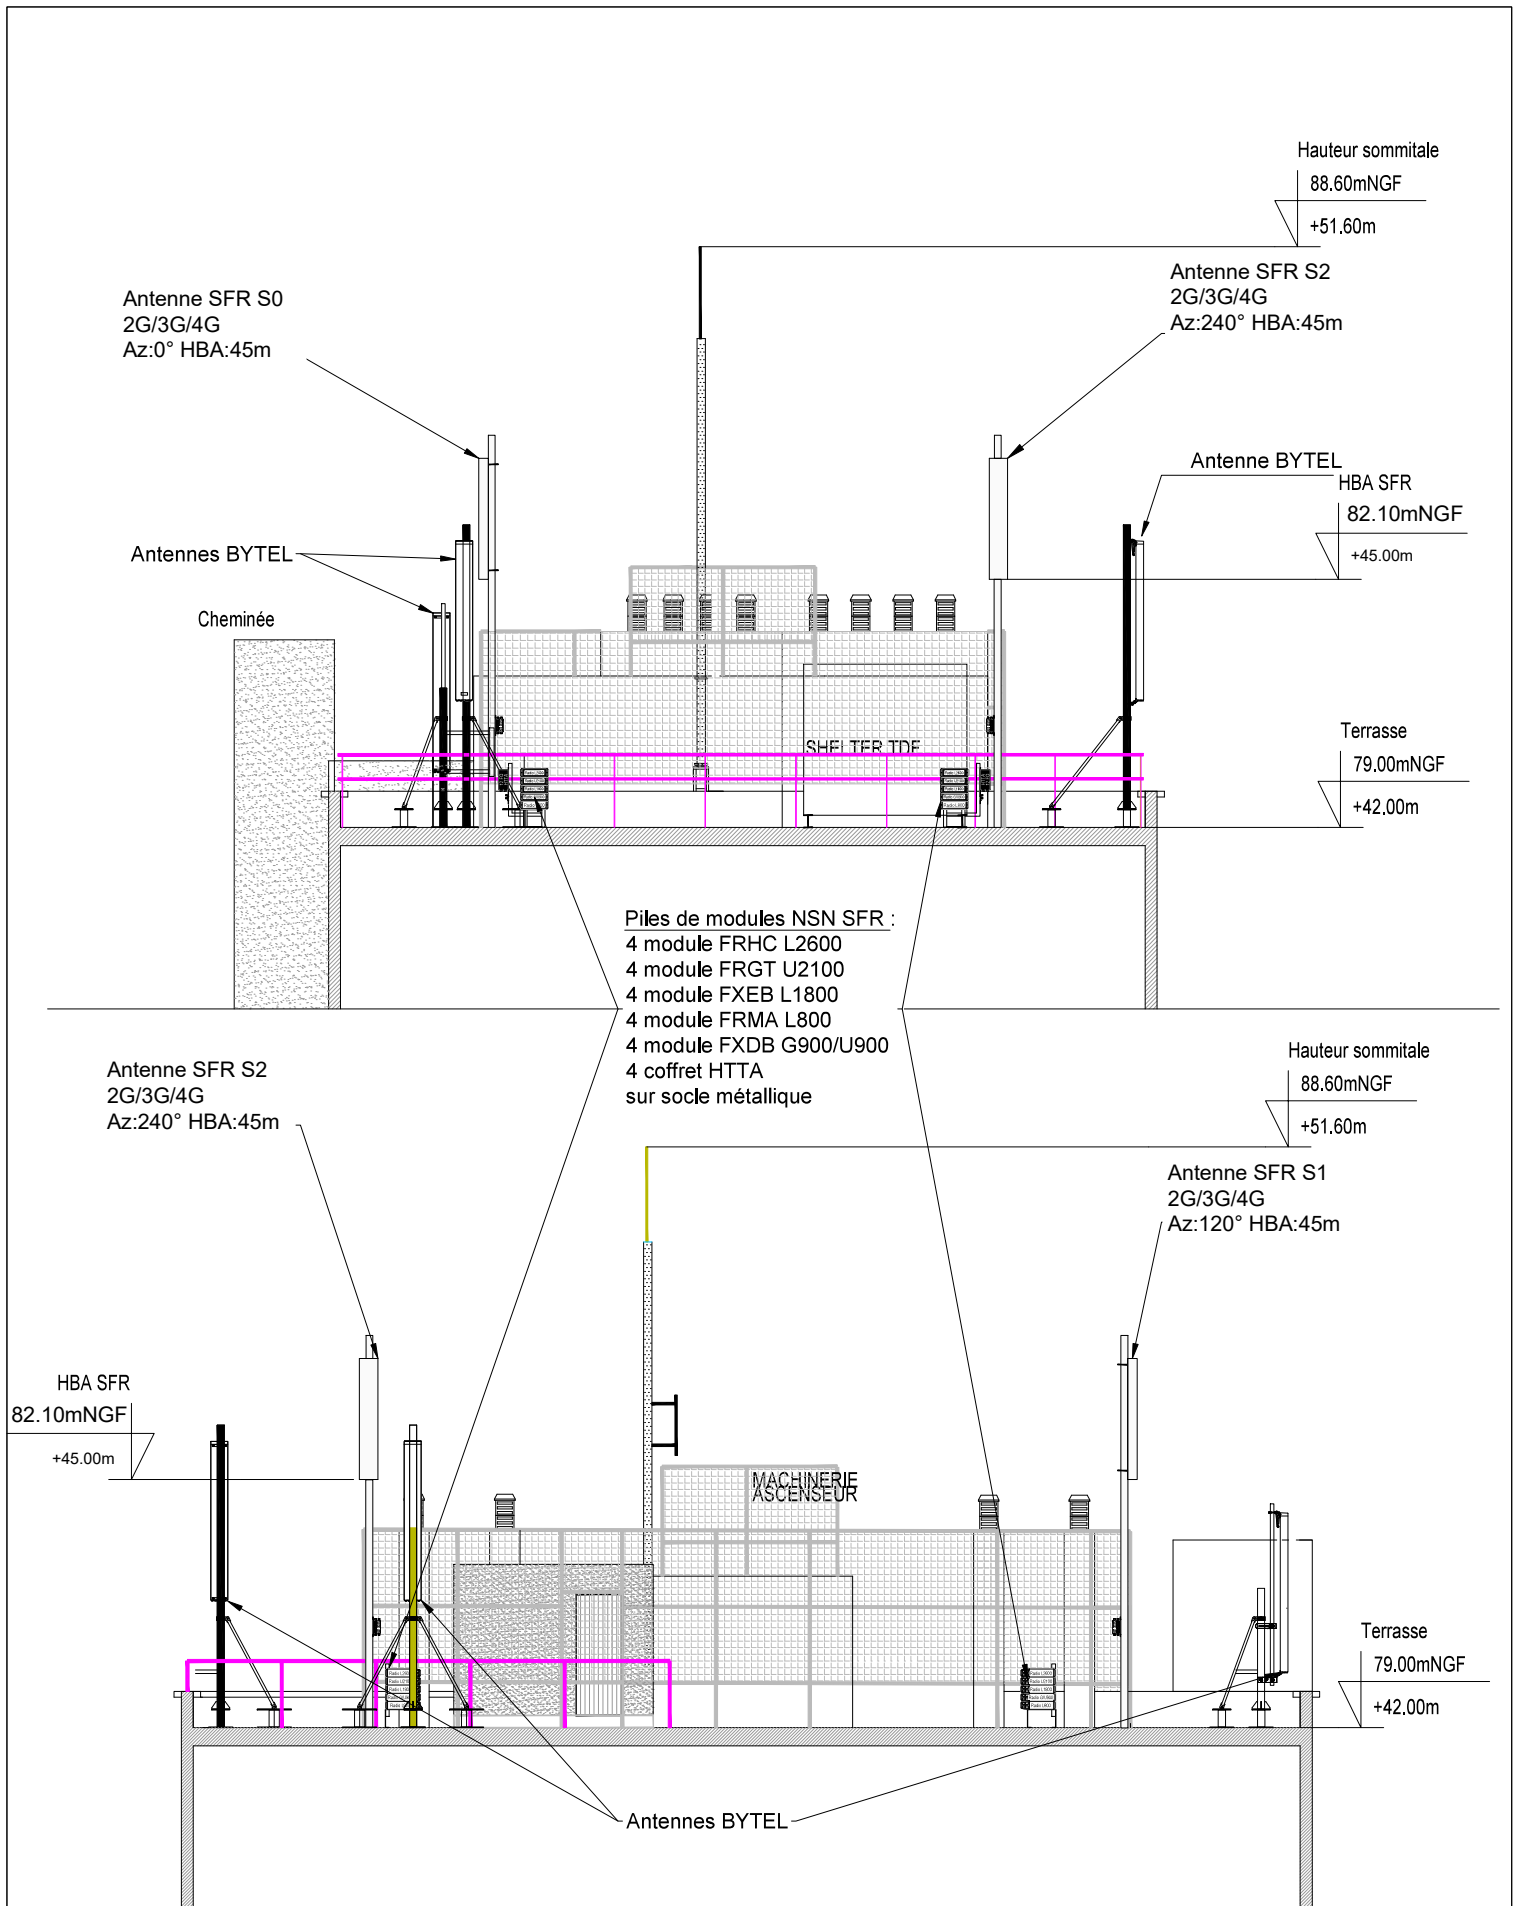 Hauteur sommitale
88.60mNGF
+51.60m
Antenne SFR S0
2G/3G/4G
Az:0° HBA:45m
Antenne SFR S2
2G/3G/4G
Az:240° HBA:45m
Antenne BYTEL
HBA SFR
82.10mNGF
+45.00m
Antennes BYTEL
Cheminée
SHELTER TDF
Terrasse
79.00mNGF
+42.00m
Piles de modules NSN SFR :
4 module FRHC L2600
4 module FRGT U2100
4 module FXEB L1800
4 module FRMA L800
4 module FXDB G900/U900
4 coffret HTTA
sur socle métallique
Hauteur sommitale
88.60mNGF
+51.60m
Antenne SFR S2
2G/3G/4G
Az:240° HBA:45m
Antenne SFR S1
2G/3G/4G
Az:120° HBA:45m
HBA SFR
82.10mNGF
+45.00m
MACHINERIE
ASCENSEUR
Terrasse
79.00mNGF
+42.00m
Antennes BYTEL